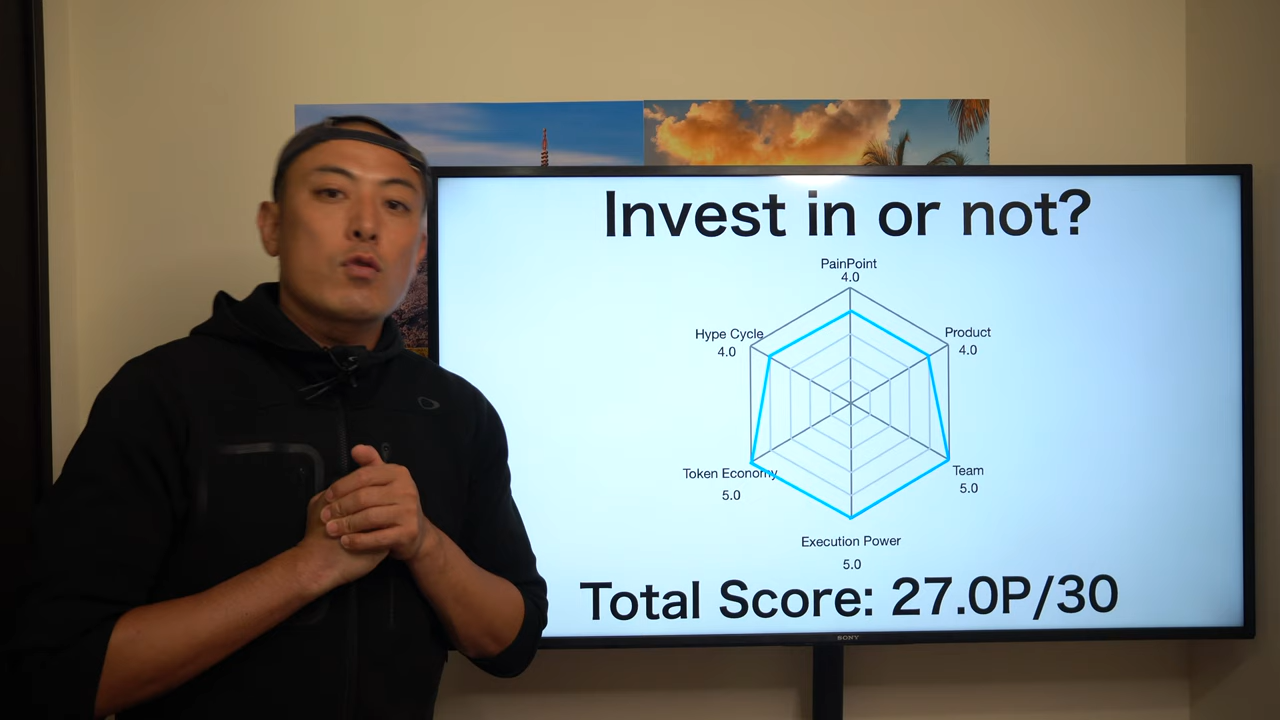 Invest in or not?
PainPoint
4.0
Hype Cycle
4.0
Product
4.0
Token Economy
5.0
Team
5.0
Execution Power
5.0
Total Score: 27.0P/30
SONY